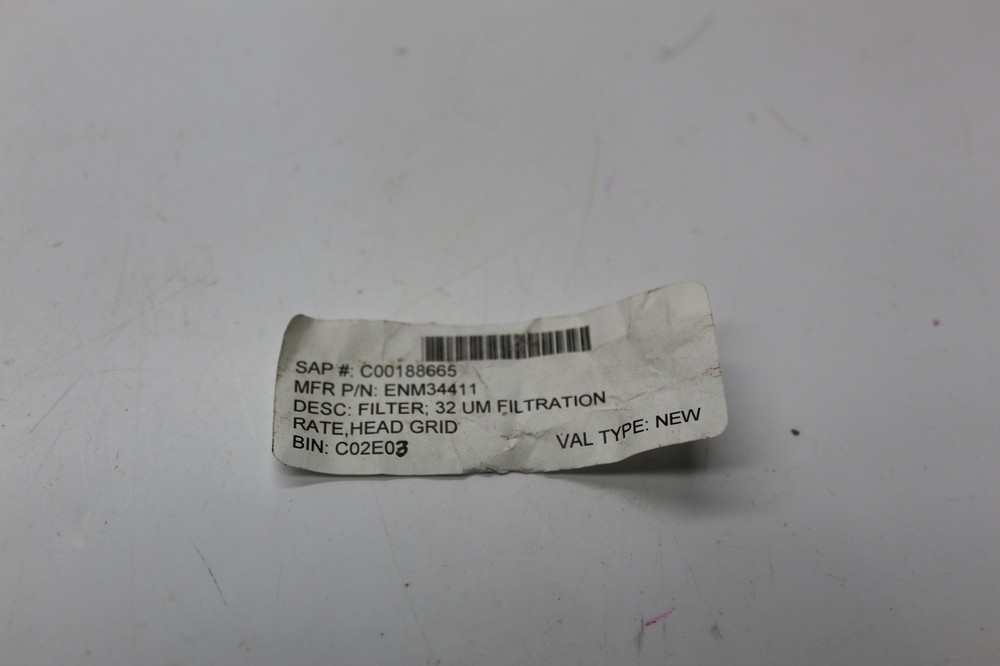 SAP #: C00188665
MFR P/N: ENM34411
DESC: FILTER; 32 UM FILTRATION
RATE,HEAD GRID
BIN: C02E03
VAL TYPE: NEW